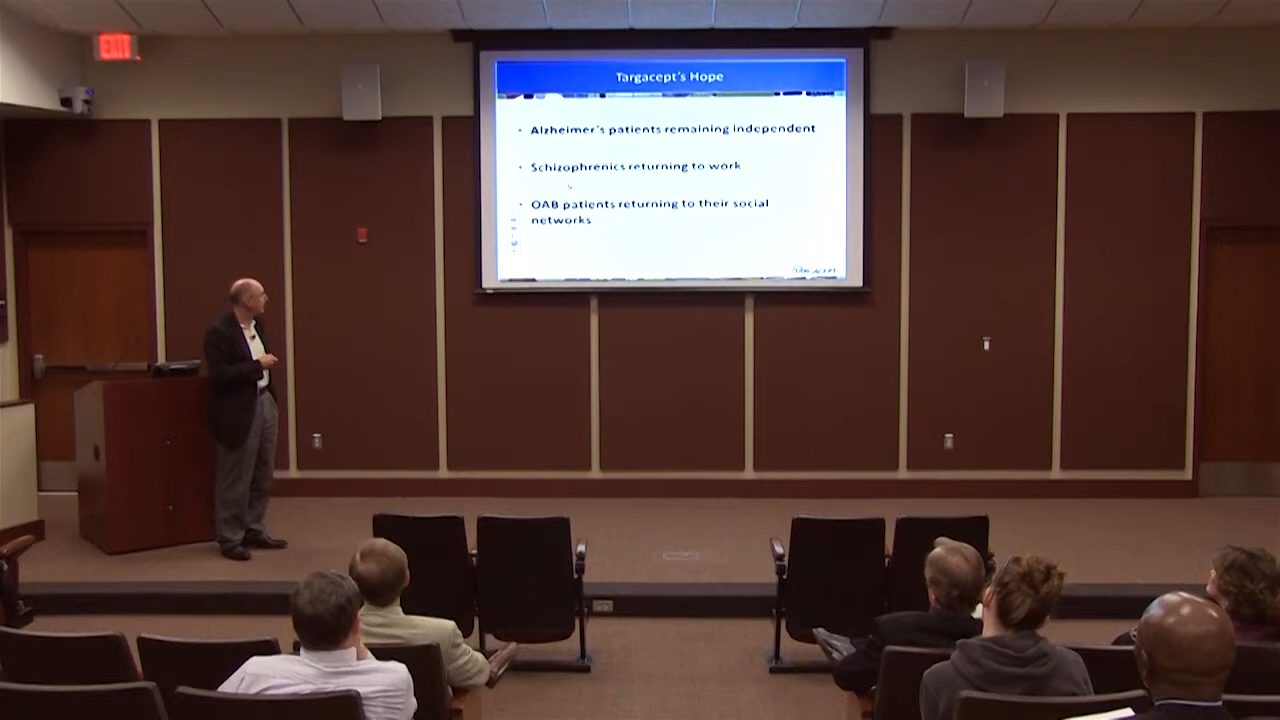 EXIT
Targacept's Hope
• Alzheimer's patients remaining independent
• Schizophrenics returning to work
• OAB patients returning to their social
networks